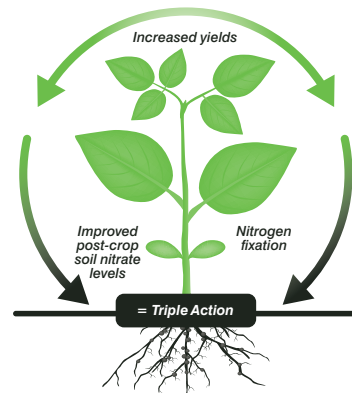 Increased yields
Improved
post-crop
soil nitrate
levels
Nitrogen
fixation
= Triple Action